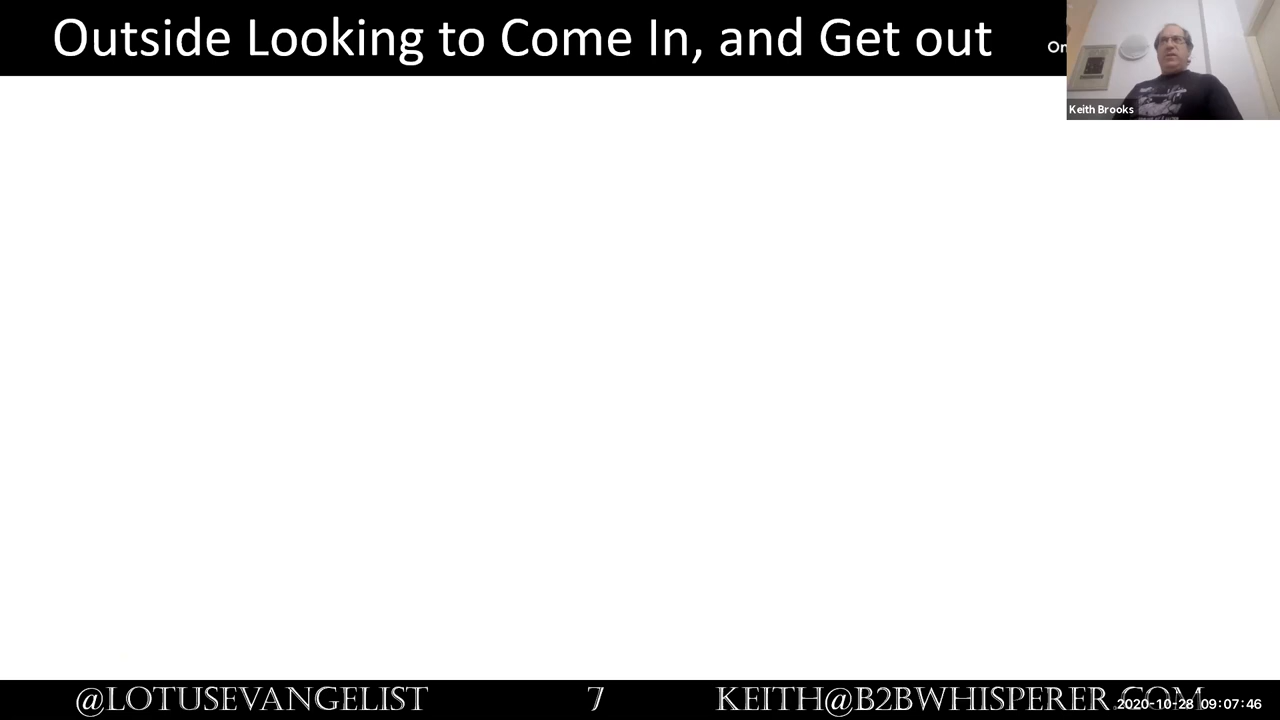 Outside Looking to Come In, and Get out
On
Keith Brooks
@LOTUSEVANGELIST
7
KEITH@B2BWHISPERER.COM
2020-10-28 09:07:46